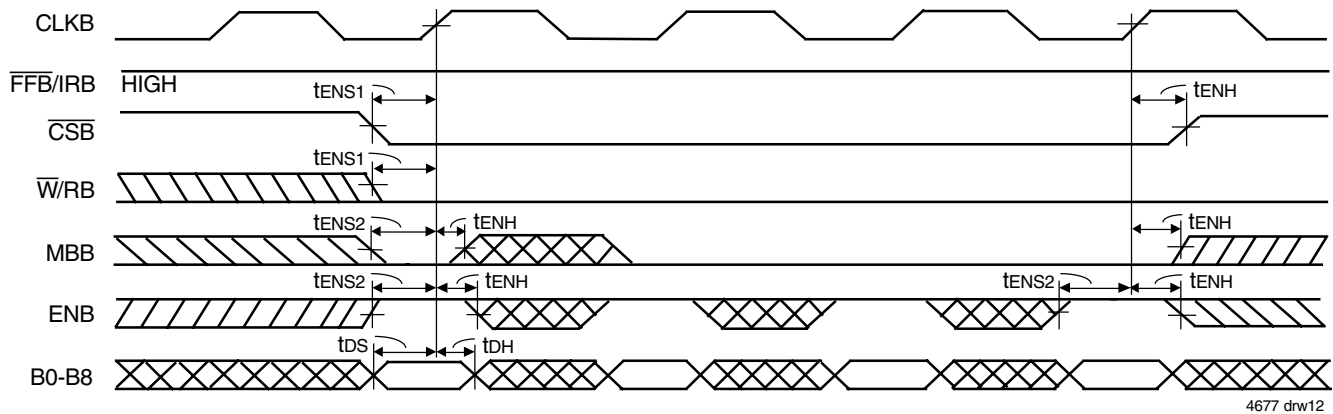 CLKB
FFB/IRB HIGH
tENS1 tENH
CSB
tENS1
W/RB
tENS2 tENH tENH
MBB
tENS2 tENH tENS2 tENH
ENB
tDS tDH
B0-B8
4677 drw12